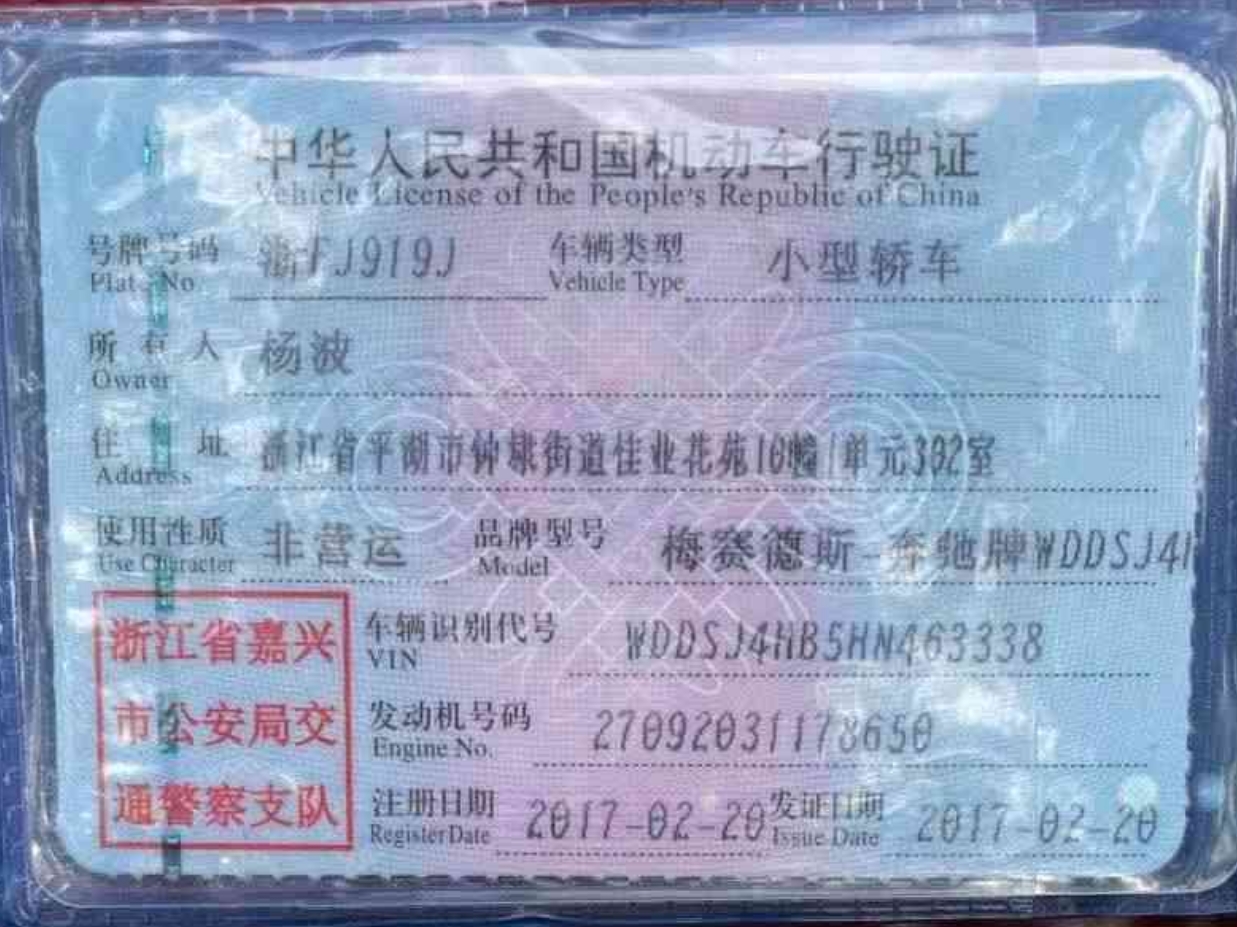 中华人民共和国机动车行驶证
Vehicle License of the People's Republic of China
号牌号码 浙FJ919J 车辆类型 小型轿车
Plate No. Vehicle Type
所有人 杨波
Owner
住址 浙江省平湖市钟埭街道佳业花苑10幢1单元302室
Address
使用性质 非营运 品牌型号 梅赛德斯-奔驰牌WDDSJ4
Use Character Model
浙江省嘉兴
市公安局交
通警察支队
车辆识别代号 WDDSJ4HB5HN463338
VIN
发动机号码 27092031178650
Engine No.
注册日期 2017-02-20 发证日期 2017-02-20
Register Date Issue Date